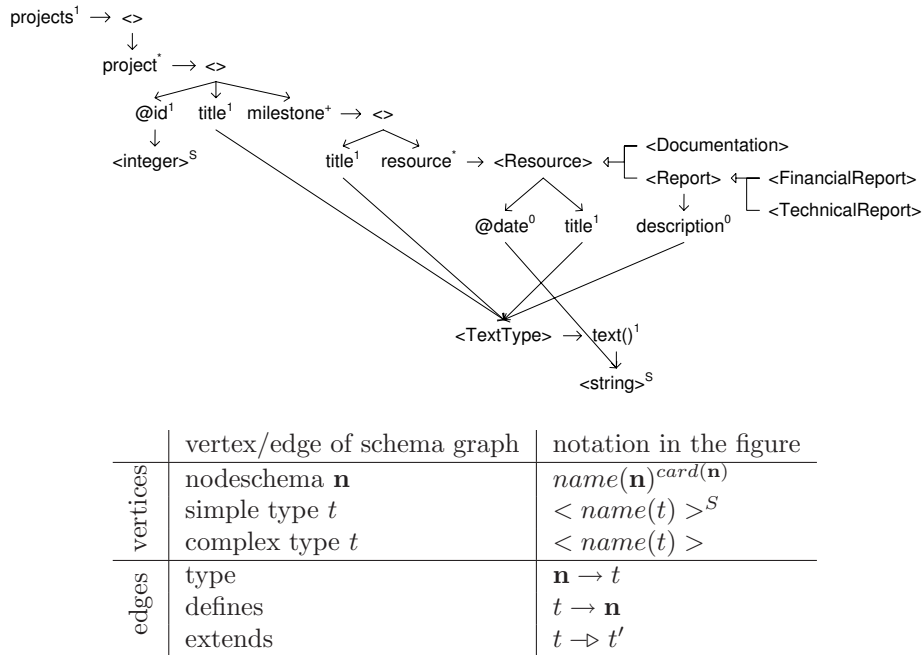 projects¹ → <>
project* → <>
@id¹ title¹ milestone⁺ → <>
<integer>ˢ title¹ resource* → <Resource> <Documentation>
<Report> <FinancialReport>
<TechnicalReport>
@date⁰ title¹ description⁰
<TextType> → text()¹
<string>ˢ
vertex/edge of schema graph notation in the figure
vertices
nodeschema n name(n)^card(n)
simple type t < name(t) >^S
complex type t < name(t) >
edges
type n → t
defines t → n
extends t ⇾ t′